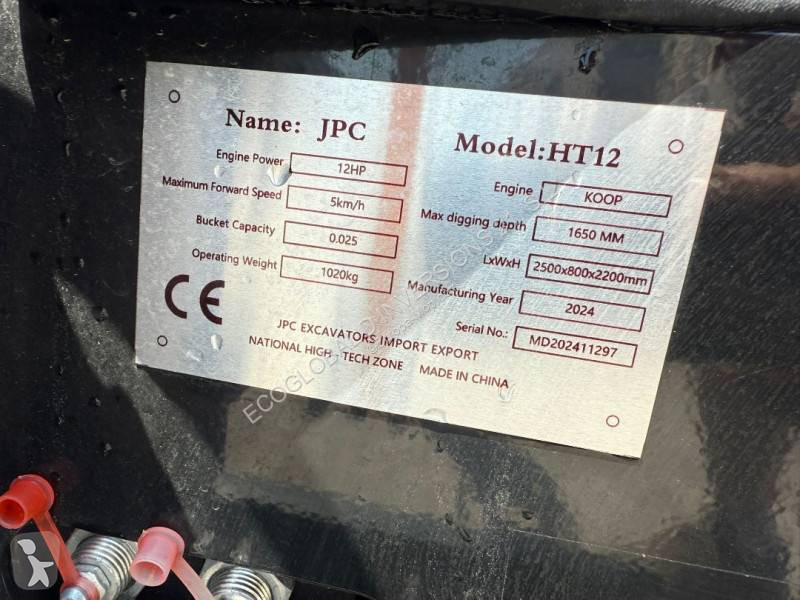 Name: JPC
Model:HT12
Engine Power 12HP
Maximum Forward Speed 5km/h
Bucket Capacity 0.025
Operating Weight 1020kg
Engine KOOP
Max digging depth 1650 MM
LxWxH 2500x800x2200mm
Manufacturing Year 2024
Serial No.: MD202411297
CE
JPC EXCAVATORS IMPORT EXPORT
NATIONAL HIGH - TECH ZONE MADE IN CHINA